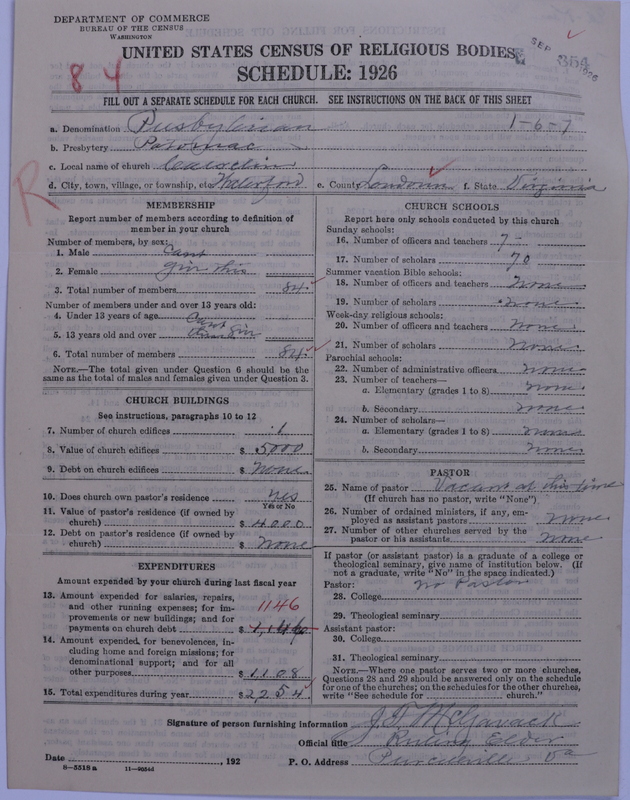 DEPARTMENT OF COMMERCE
BUREAU OF THE CENSUS
WASHINGTON
UNITED STATES CENSUS OF RELIGIOUS BODIES
SCHEDULE: 1926
SEP
84
FILL OUT A SEPARATE SCHEDULE FOR EACH CHURCH. SEE INSTRUCTIONS ON THE BACK OF THIS SHEET
a. Denomination Presbyterian 1-6-7
b. Presbytery Potomac
c. Local name of church Catoctin
d. City, town, village, or township, etc. Waterford e. County Loudoun f. State Virginia
R
MEMBERSHIP
Report number of members according to definition of
member in your church
Number of members, by sex:
1. Male Cant
2. Female give this
3. Total number of members 84
Number of members under and over 13 years old:
4. Under 13 years of age Cant
5. 13 years old and over give
6. Total number of members 84
NOTE.—The total given under Question 6 should be the
same as the total of males and females given under Question 3.
CHURCH BUILDINGS
See instructions, paragraphs 10 to 12
7. Number of church edifices 1
8. Value of church edifices $ 5000
9. Debt on church edifices $ None
10. Does church own pastor's residence yes
Yes or No
11. Value of pastor's residence (if owned by
church) $ 4000
12. Debt on pastor's residence (if owned by
church) $ None
EXPENDITURES
Amount expended by your church during last fiscal year
13. Amount expended for salaries, repairs,
and other running expenses; for im-
provements or new buildings; and for
payments on church debt $ 1146
14. Amount expended for benevolences, in-
cluding home and foreign missions; for
denominational support; and for all
other purposes $ 1108
15. Total expenditures during year $ 2254
CHURCH SCHOOLS
Report here only schools conducted by this church
Sunday schools:
16. Number of officers and teachers 7
17. Number of scholars 70
Summer vacation Bible schools:
18. Number of officers and teachers None
19. Number of scholars None
Week-day religious schools:
20. Number of officers and teachers None
21. Number of scholars None
Parochial schools:
22. Number of administrative officers None
23. Number of teachers—
a. Elementary (grades 1 to 8) None
b. Secondary None
24. Number of scholars—
a. Elementary (grades 1 to 8) None
b. Secondary None
PASTOR
25. Name of pastor Vacant at this time
(If church has no pastor, write "None")
26. Number of ordained ministers, if any, em-
ployed as assistant pastors None
27. Number of other churches served by the
pastor or his assistants None
If pastor (or assistant pastor) is a graduate of a college or
theological seminary, give name of institution below. (If
not a graduate, write "No" in the space indicated.)
Pastor: No Pastor
28. College
29. Theological seminary
Assistant pastor:
30. College
31. Theological seminary
NOTE.—Where one pastor serves two or more churches,
Questions 28 and 29 should be answered only on the schedule
for one of the churches; on the schedules for the other churches,
write "See schedule for church"
Signature of person furnishing information J. T. McGavack
Official title Ruling Elder
Date , 192 P. O. Address Purcellville Va
8-5518 a 11-9054d